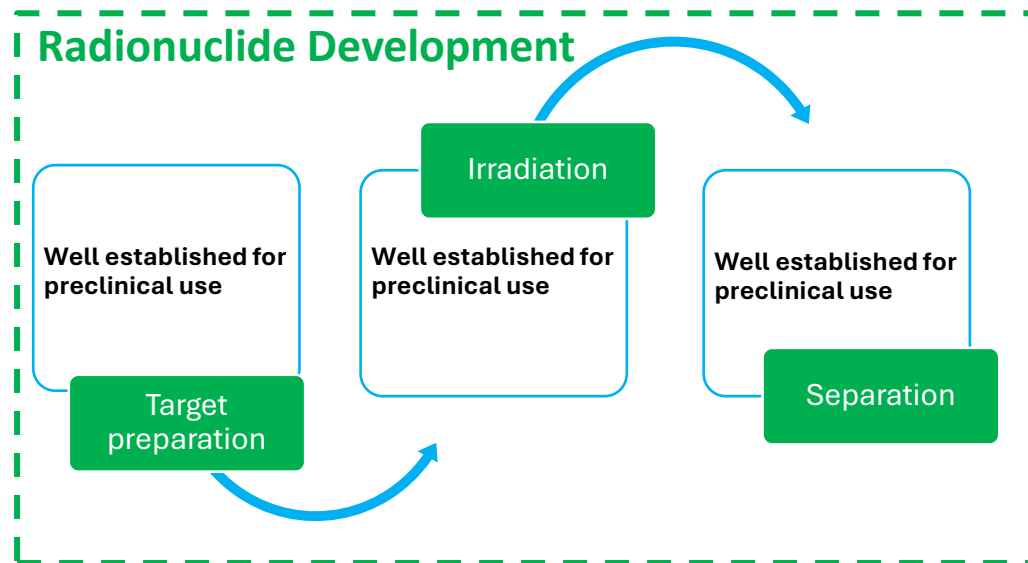 Radionuclide Development
Well established for
preclinical use
Target
preparation
Irradiation
Well established for
preclinical use
Well established for
preclinical use
Separation